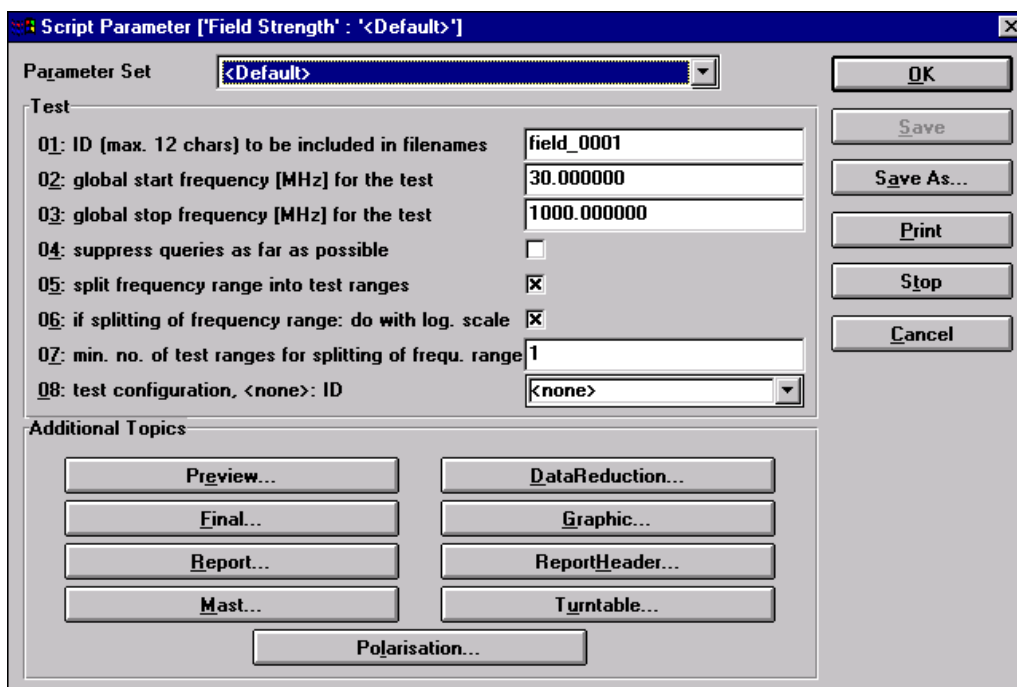 Script Parameter ['Field Strength' : '<Default>']
Parameter Set <Default>
OK
Test
Save
01: ID (max. 12 chars) to be included in filenames field_0001
02: global start frequency [MHz] for the test 30.000000
Save As...
03: global stop frequency [MHz] for the test 1000.000000
Print
04: suppress queries as far as possible
05: split frequency range into test ranges
Stop
06: if splitting of frequency range: do with log. scale
Cancel
07: min. no. of test ranges for splitting of frequ. range 1
08: test configuration, <none>: ID <none>
Additional Topics
Preview... DataReduction...
Final... Graphic...
Report... ReportHeader...
Mast... Turntable...
Polarisation...